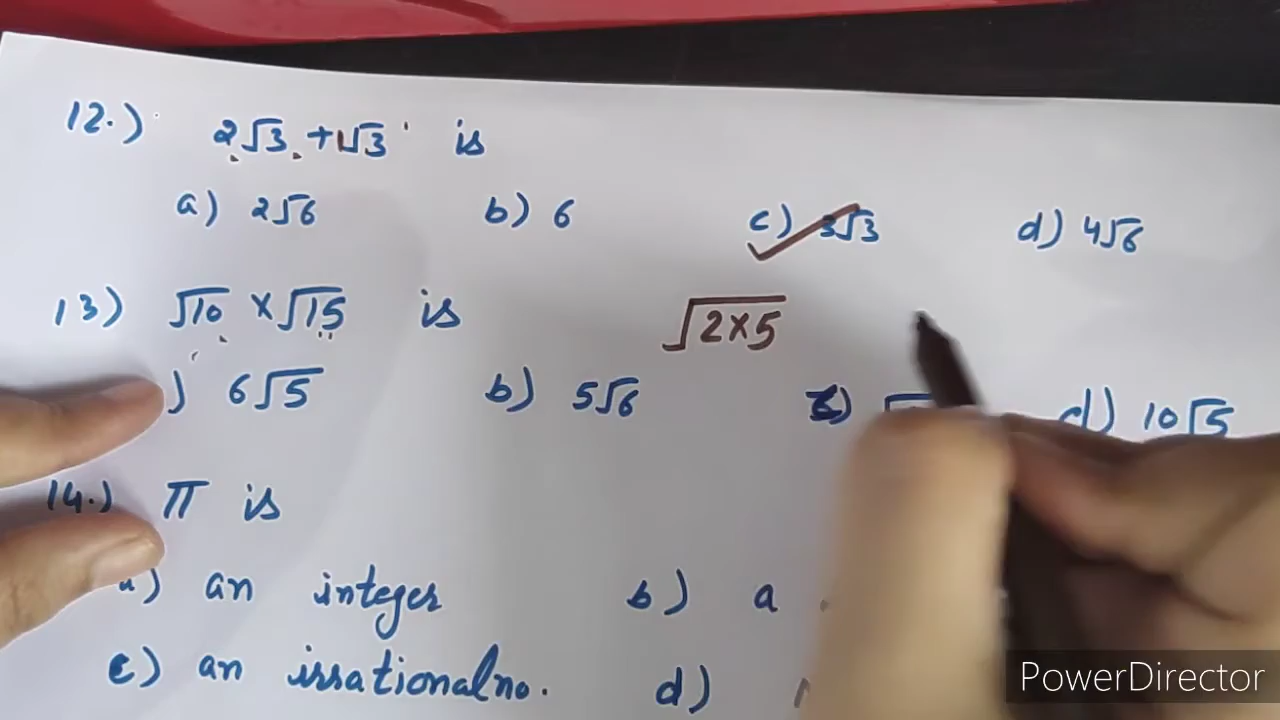 12.) 2√3 + 1√3 is
a) 2√6 b) 6 c) 3√3 d) 4√6
13) √10 × √15 is √2×5
) 6√5 b) 5√6 c) d) 10√5
14.) π is
a) an integer b) a
c) an irrational no. d)
PowerDirector